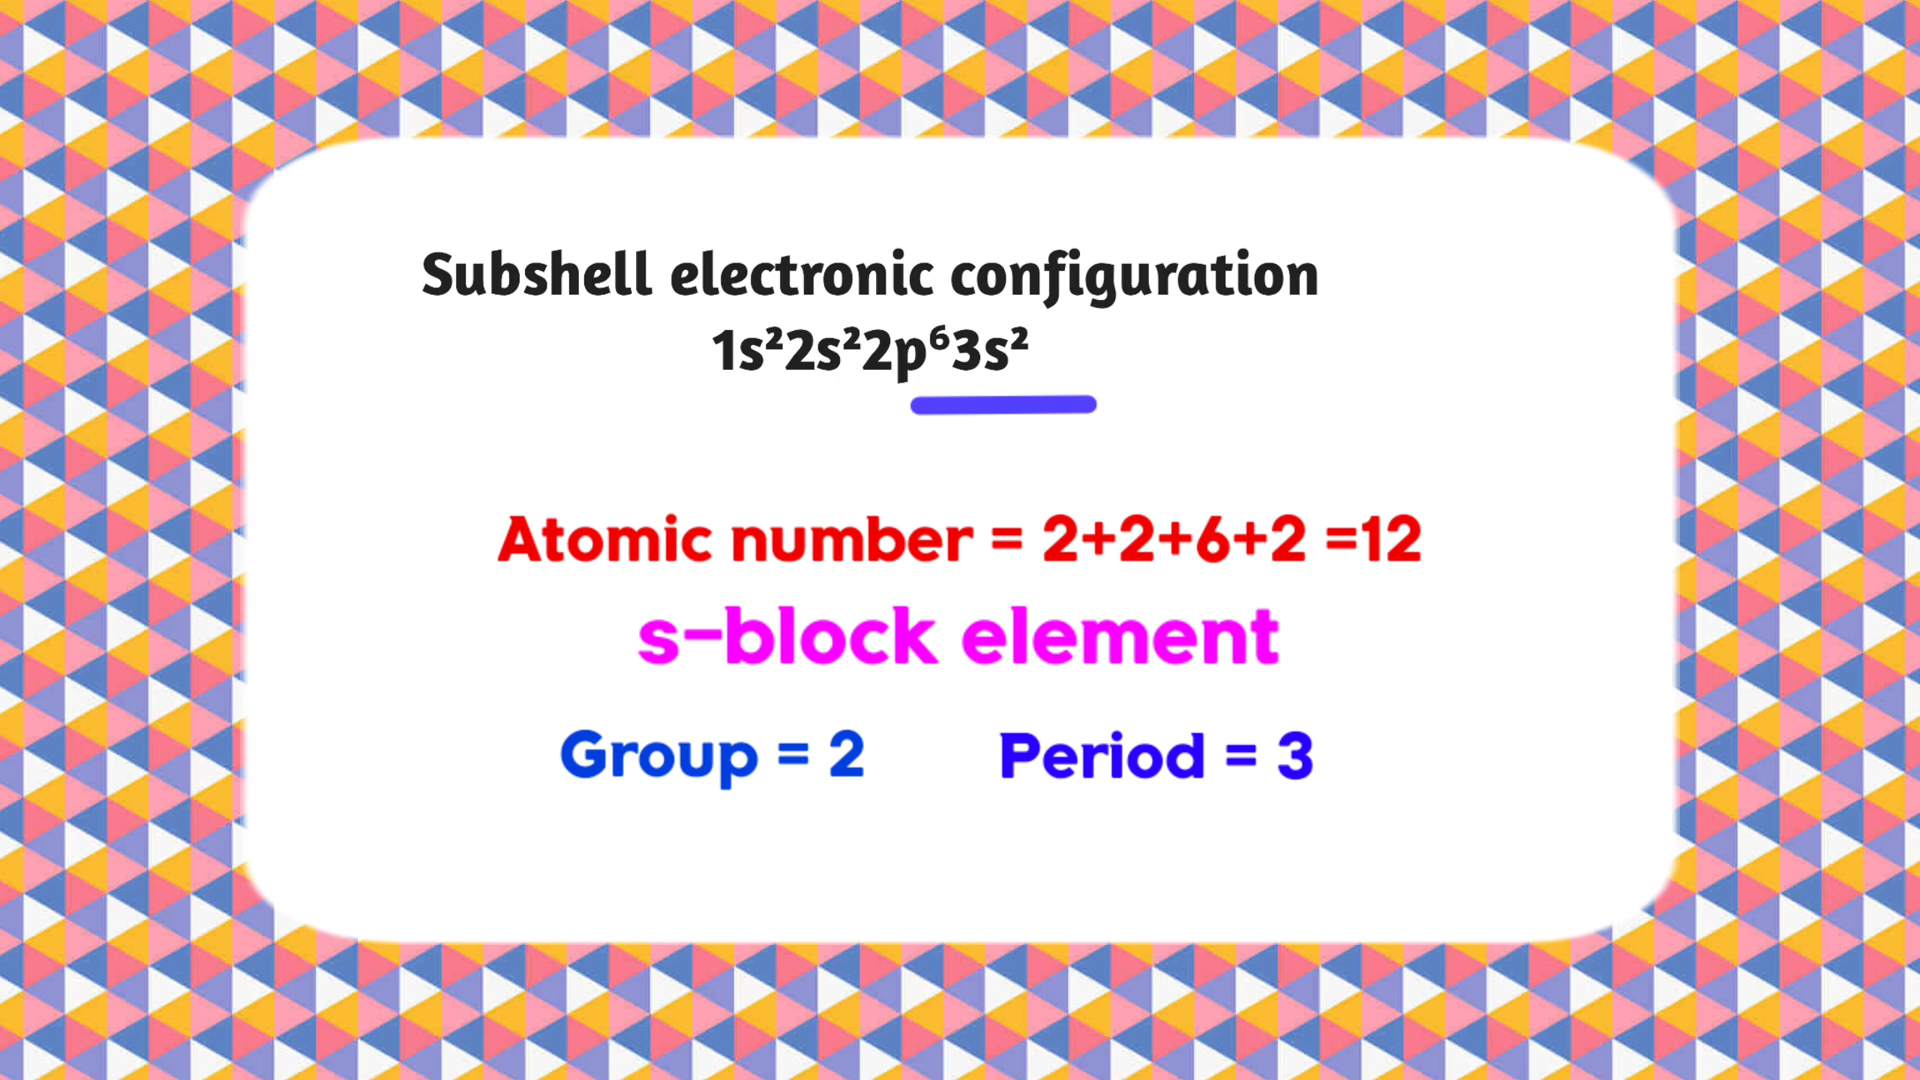 Subshell electronic configuration
1s²2s²2p⁶3s²
Atomic number = 2+2+6+2 =12
s-block element
Group = 2 Period = 3